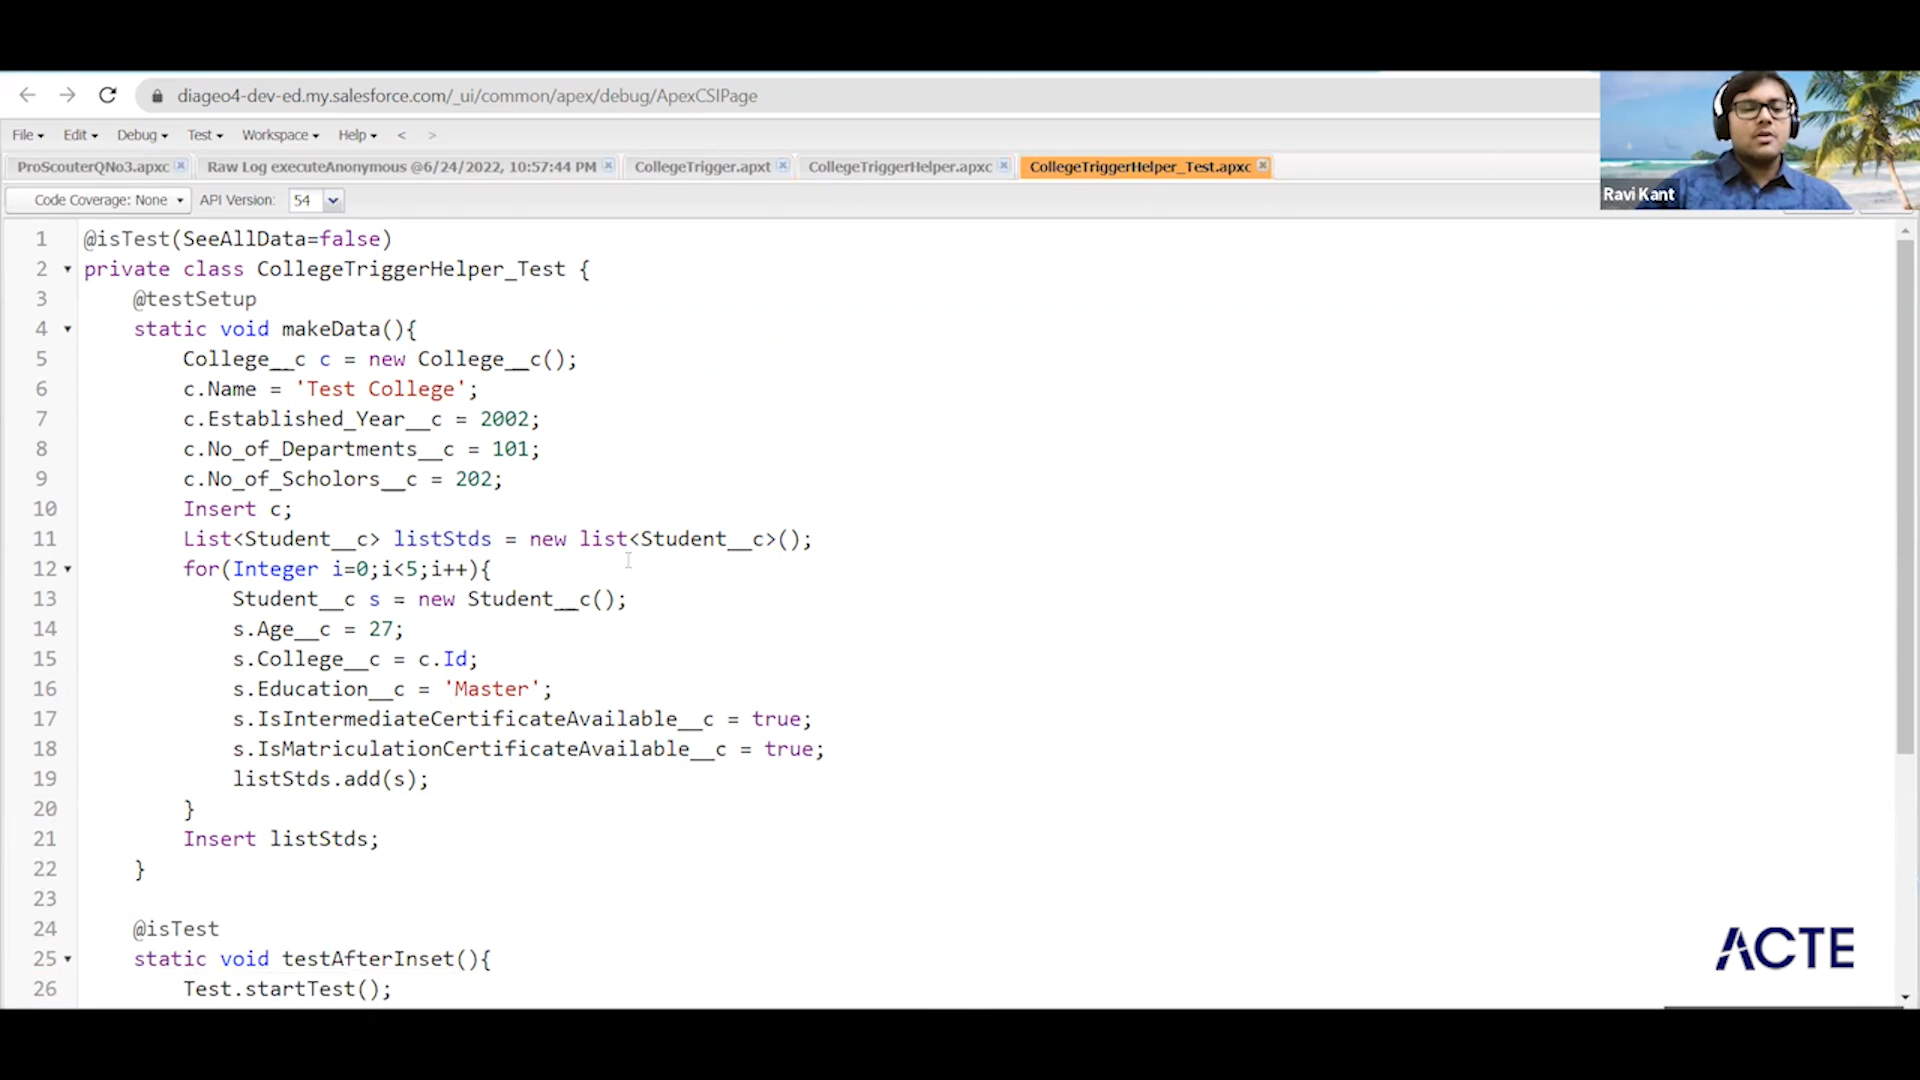 diageo4-dev-ed.my.salesforce.com/_ui/common/apex/debug/ApexCSIPage
File Edit Debug Test Workspace Help < >
ProScouterQNo3.apxc Raw Log executeAnonymous @6/24/2022, 10:57:44 PM CollegeTrigger.apxt CollegeTriggerHelper.apxc CollegeTriggerHelper_Test.apxc
Ravi Kant
Code Coverage: None API Version: 54
1 @isTest(SeeAllData=false)
2 private class CollegeTriggerHelper_Test {
3 @testSetup
4 static void makeData(){
5 College__c c = new College__c();
6 c.Name = 'Test College';
7 c.Established_Year__c = 2002;
8 c.No_of_Departments__c = 101;
9 c.No_of_Scholors__c = 202;
10 Insert c;
11 List<Student__c> listStds = new list<Student__c>();
12 for(Integer i=0;i<5;i++){
13 Student__c s = new Student__c();
14 s.Age__c = 27;
15 s.College__c = c.Id;
16 s.Education__c = 'Master';
17 s.IsIntermediateCertificateAvailable__c = true;
18 s.IsMatriculationCertificateAvailable__c = true;
19 listStds.add(s);
20 }
21 Insert listStds;
22 }
23
24 @isTest
25 static void testAfterInset(){
26 Test.startTest();
ACTE